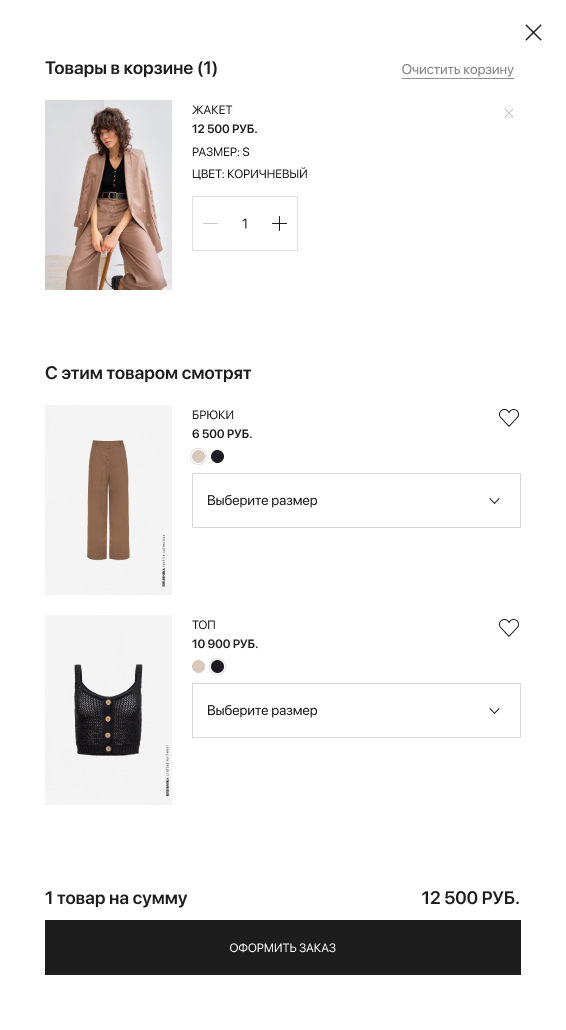 Товары в корзине (1)
Очистить корзину
ЖАКЕТ
12 500 РУБ.
РАЗМЕР: S
ЦВЕТ: КОРИЧНЕВЫЙ
1
С этим товаром смотрят
БРЮКИ
6 500 РУБ.
Выберите размер
ТОП
10 900 РУБ.
Выберите размер
1 товар на сумму
12 500 РУБ.
ОФОРМИТЬ ЗАКАЗ